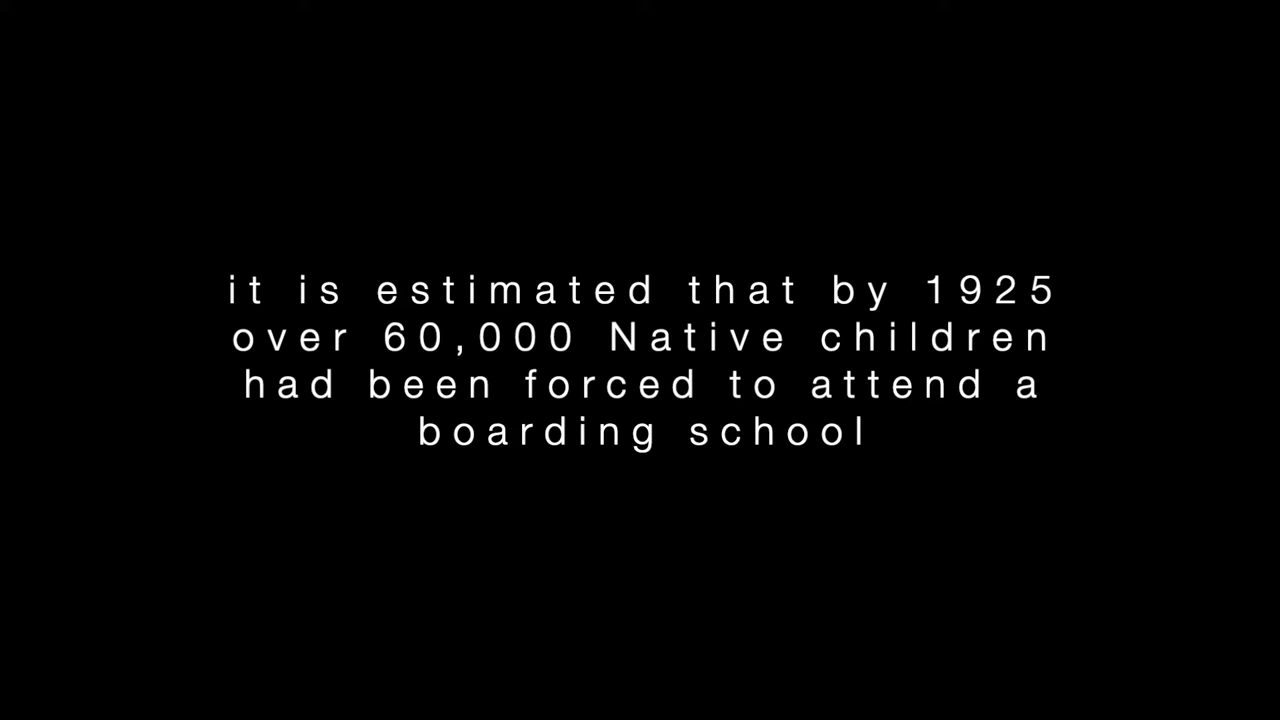 it is estimated that by 1925
over 60,000 Native children
had been forced to attend a
boarding school